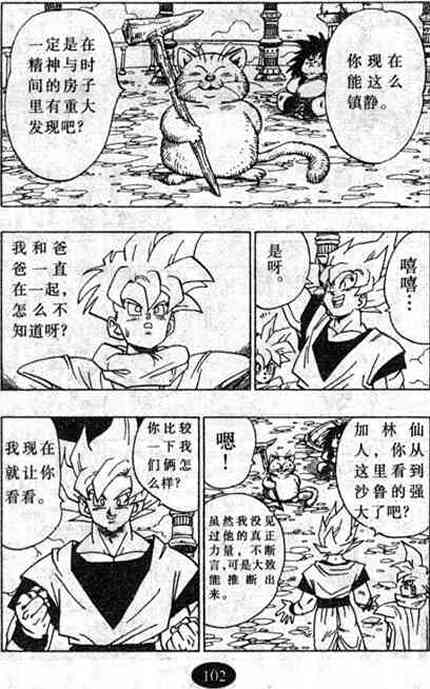 你现在
能这么
镇静。
一定是在
精神与时
间的房子
里有重大
发现吧？
嘻
嘻…
是
呀。
我和爸
爸一直
在一起，
怎么不
知道呀？
加林仙
人，你从
这里看到
沙鲁的强
大了吧？
嗯！
虽然我没见
过他的真正
力量，不断
言，可是大致
能推断出
来。
你比较
一下我
们俩怎
么样？
我现在
就让你
看看。
102